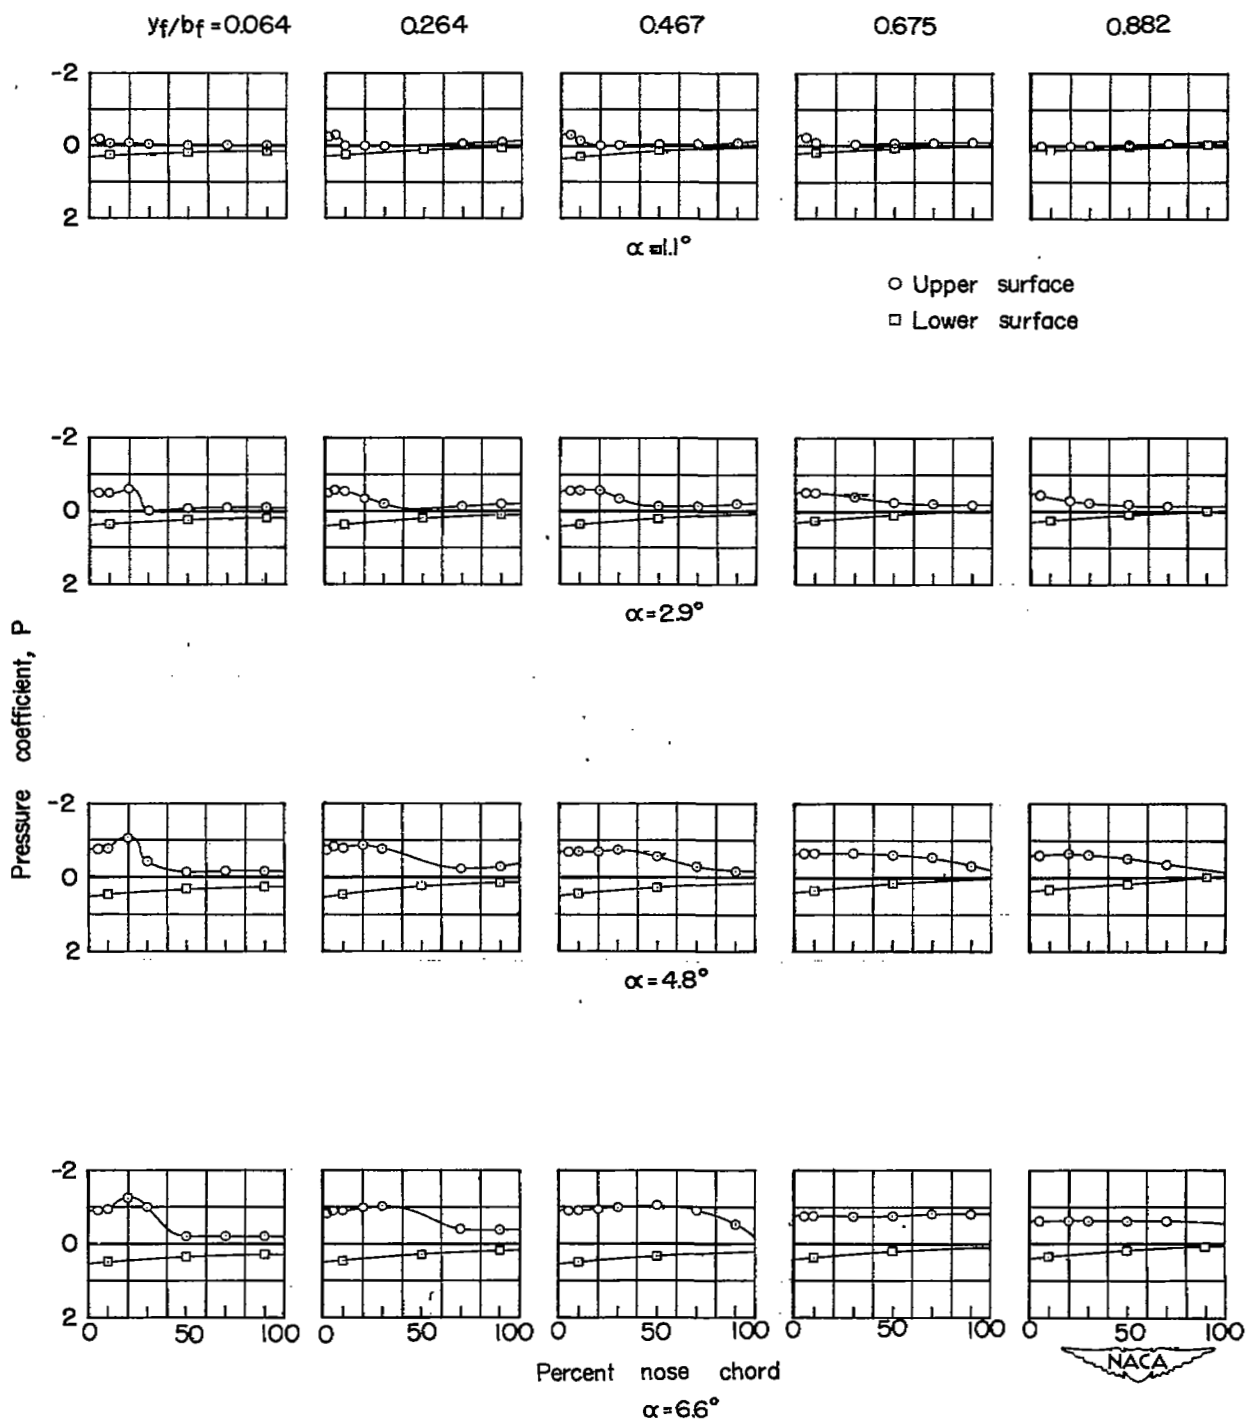 yf/bf = 0.064 0.264 0.467 0.675 0.882
-2
0
2
α=1.1°
○ Upper surface
□ Lower surface
-2
0
2
α=2.9°
Pressure coefficient, P
-2
0
2
α=4.8°
-2
0
2
0 50 100 0 50 100 0 50 100 0 50 100 0 50 100
Percent nose chord
NACA
α=6.6°